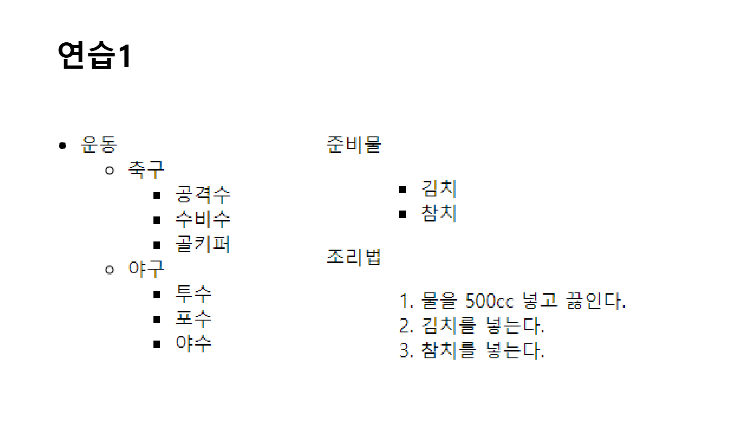 연습1
운동
축구
공격수
수비수
골키퍼
야구
투수
포수
야수
준비물
김치
참치
조리법
1. 물을 500cc 넣고 끓인다.
2. 김치를 넣는다.
3. 참치를 넣는다.